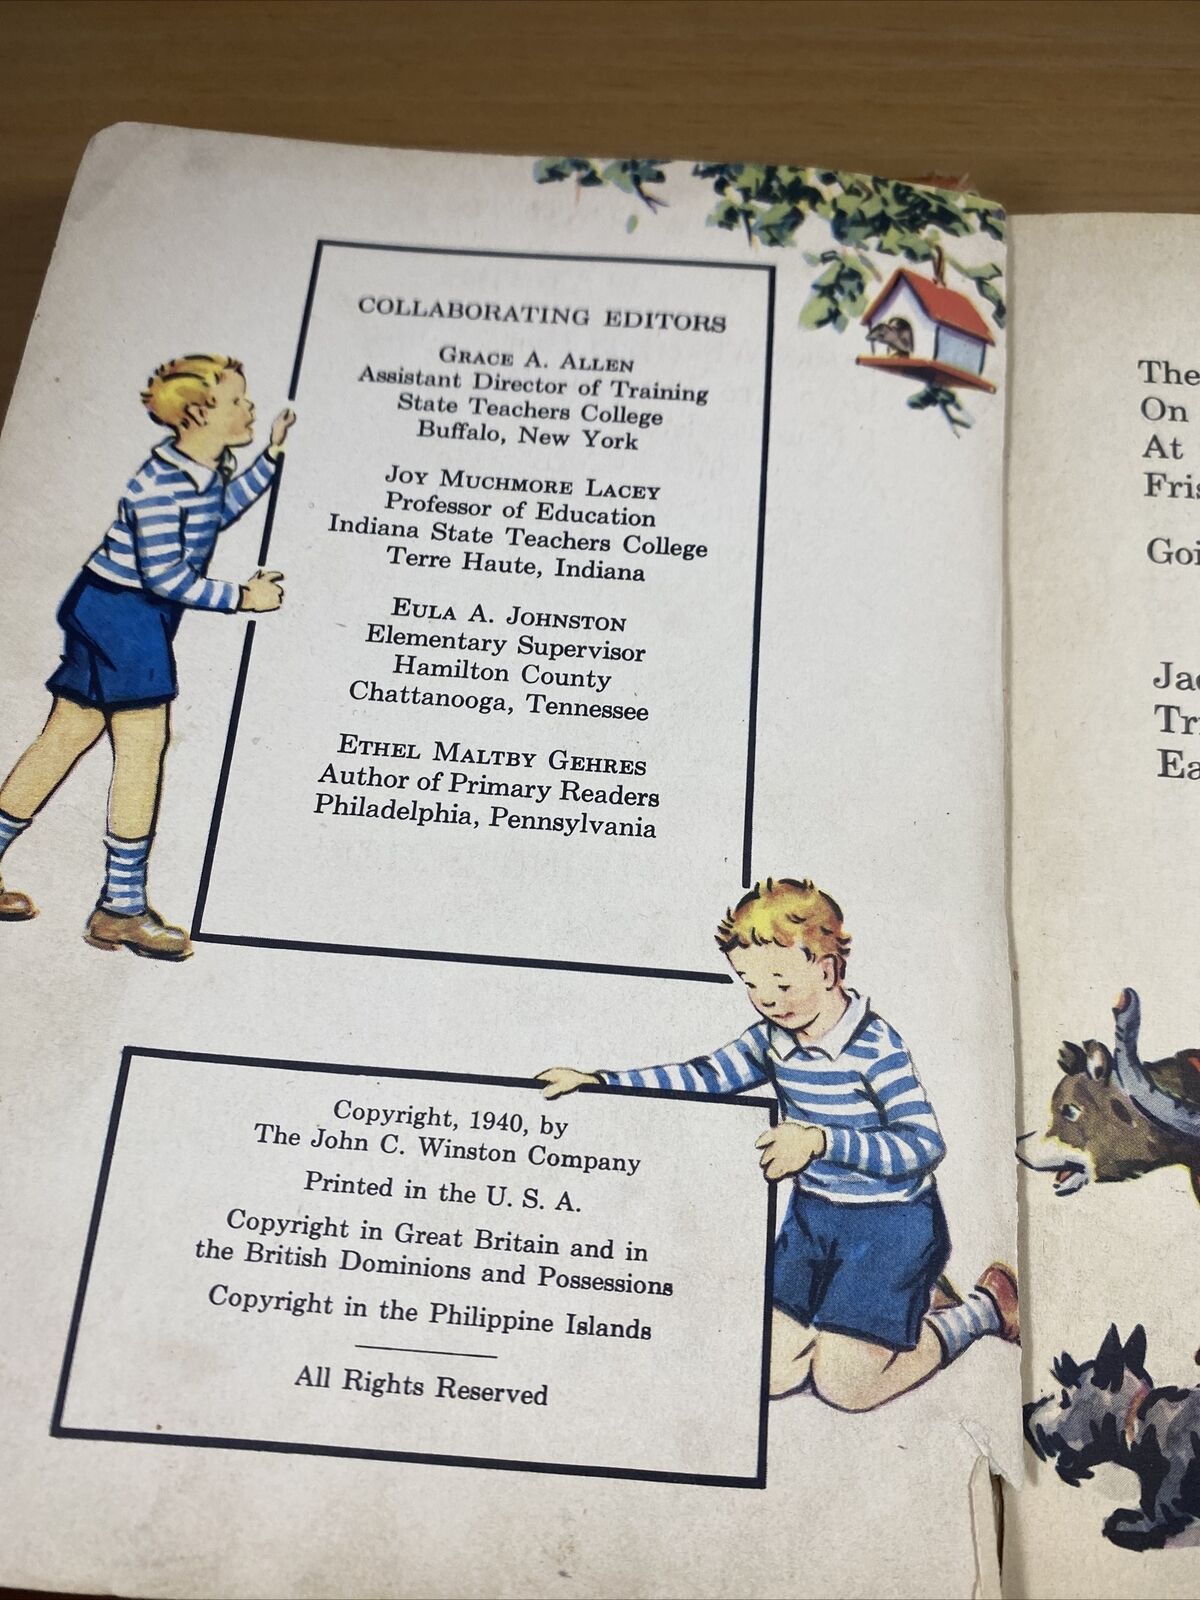 COLLABORATING EDITORS
GRACE A. ALLEN
Assistant Director of Training
State Teachers College
Buffalo, New York
JOY MUCHMORE LACEY
Professor of Education
Indiana State Teachers College
Terre Haute, Indiana
EULA A. JOHNSTON
Elementary Supervisor
Hamilton County
Chattanooga, Tennessee
ETHEL MALTBY GEHRES
Author of Primary Readers
Philadelphia, Pennsylvania
Copyright, 1940, by
The John C. Winston Company
Printed in the U. S. A.
Copyright in Great Britain and in
the British Dominions and Possessions
Copyright in the Philippine Islands
All Rights Reserved
The
On
At